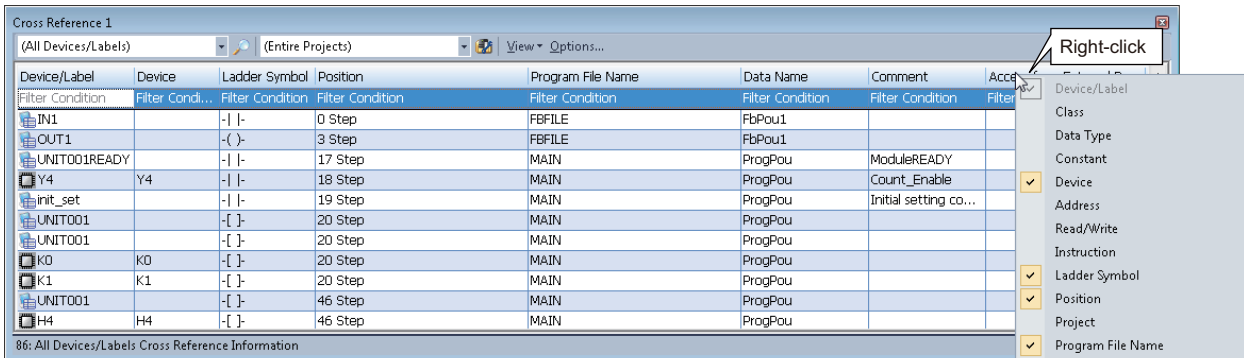 Cross Reference 1
(All Devices/Labels) (Entire Projects) View Options...
Right-click
Device/Label Device Ladder Symbol Position Program File Name Data Name Comment
Filter Condition Filter Condi... Filter Condition Filter Condition Filter Condition Filter Condition Filter Condition Filter
IN1 -| |- 0 Step FBFILE FbPou1
OUT1 -( )- 3 Step FBFILE FbPou1
UNIT001READY -| |- 17 Step MAIN ProgPou ModuleREADY
Y4 Y4 -| |- 18 Step MAIN ProgPou Count_Enable
init_set -| |- 19 Step MAIN ProgPou Initial setting co...
UNIT001 -[ ]- 20 Step MAIN ProgPou
UNIT001 -[ ]- 20 Step MAIN ProgPou
K0 K0 -[ ]- 20 Step MAIN ProgPou
K1 K1 -[ ]- 20 Step MAIN ProgPou
UNIT001 -[ ]- 46 Step MAIN ProgPou
H4 H4 -[ ]- 46 Step MAIN ProgPou
86: All Devices/Labels Cross Reference Information
Device/Label
Class
Data Type
Constant
Device
Address
Read/Write
Instruction
Ladder Symbol
Position
Project
Program File Name